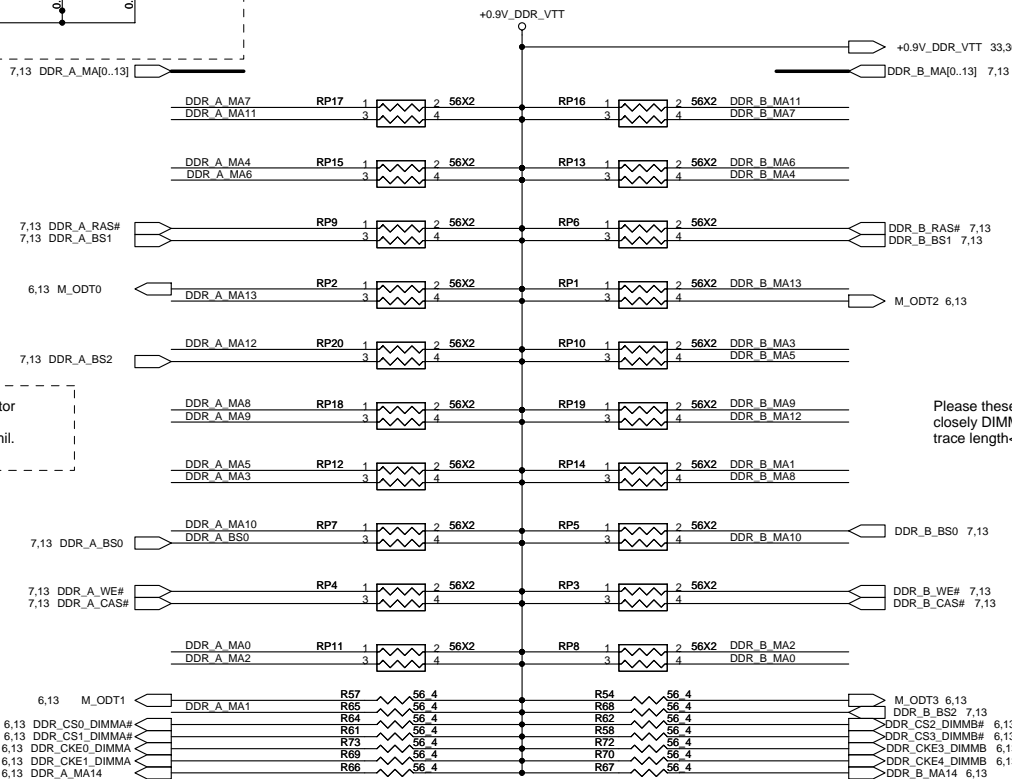 +0.9V_DDR_VTT
+0.9V_DDR_VTT 33,3
7,13 DDR_A_MA[0..13]
DDR_B_MA[0..13] 7,13
DDR_A_MA7 RP17 1 2 56X2 RP16 1 2 56X2 DDR_B_MA11
DDR_A_MA11 3 4 3 4 DDR_B_MA7
DDR_A_MA4 RP15 1 2 56X2 RP13 1 2 56X2 DDR_B_MA6
DDR_A_MA6 3 4 3 4 DDR_B_MA4
7,13 DDR_A_RAS# RP9 1 2 56X2 RP6 1 2 56X2 DDR_B_RAS# 7,13
7,13 DDR_A_BS1 3 4 3 4 DDR_B_BS1 7,13
6,13 M_ODT0 RP2 1 2 56X2 RP1 1 2 56X2 DDR_B_MA13
DDR_A_MA13 3 4 3 4 M_ODT2 6,13
DDR_A_MA12 RP20 1 2 56X2 RP10 1 2 56X2 DDR_B_MA3
7,13 DDR_A_BS2 3 4 3 4 DDR_B_MA5
tor
nil.
DDR_A_MA8 RP18 1 2 56X2 RP19 1 2 56X2 DDR_B_MA9
DDR_A_MA9 3 4 3 4 DDR_B_MA12
Please these
closely DIMM
trace length<
DDR_A_MA5 RP12 1 2 56X2 RP14 1 2 56X2 DDR_B_MA1
DDR_A_MA3 3 4 3 4 DDR_B_MA8
DDR_A_MA10 RP7 1 2 56X2 RP5 1 2 56X2 DDR_B_BS0 7,13
7,13 DDR_A_BS0 DDR_A_BS0 3 4 3 4 DDR_B_MA10
7,13 DDR_A_WE# RP4 1 2 56X2 RP3 1 2 56X2 DDR_B_WE# 7,13
7,13 DDR_A_CAS# 3 4 3 4 DDR_B_CAS# 7,13
DDR_A_MA0 RP11 1 2 56X2 RP8 1 2 56X2 DDR_B_MA2
DDR_A_MA2 3 4 3 4 DDR_B_MA0
6,13 M_ODT1 R57 56_4 R54 56_4 M_ODT3 6,13
DDR_A_MA1 R65 56_4 R68 56_4 DDR_B_BS2 7,13
6,13 DDR_CS0_DIMMA# R64 56_4 R62 56_4 DDR_CS2_DIMMB# 6,13
6,13 DDR_CS1_DIMMA# R61 56_4 R58 56_4 DDR_CS3_DIMMB# 6,13
6,13 DDR_CKE0_DIMMA R73 56_4 R72 56_4 DDR_CKE3_DIMMB 6,13
6,13 DDR_CKE1_DIMMA R69 56_4 R70 56_4 DDR_CKE4_DIMMB 6,13
6,13 DDR_A_MA14 R66 56_4 R67 56_4 DDR_B_MA14 6,13